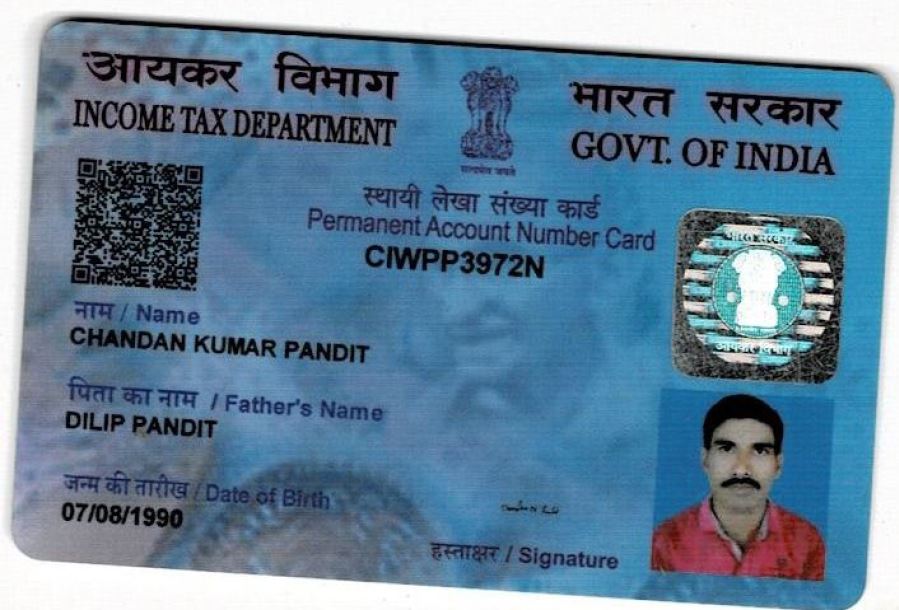 आयकर विभाग
INCOME TAX DEPARTMENT
सत्यमेव जयते
भारत सरकार
GOVT. OF INDIA
स्थायी लेखा संख्या कार्ड
Permanent Account Number Card
CIWPP3972N
भारत सरकार
आयकर विभाग
नाम / Name
CHANDAN KUMAR PANDIT
पिता का नाम / Father's Name
DILIP PANDIT
जन्म की तारीख / Date of Birth
07/08/1990
हस्ताक्षर / Signature